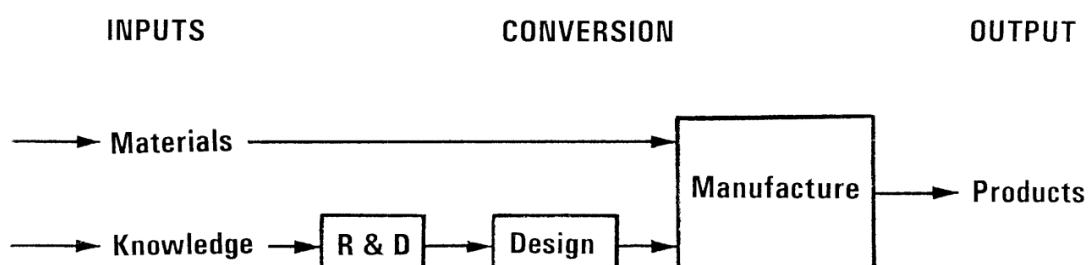 INPUTS CONVERSION OUTPUT
Materials
Manufacture Products
Knowledge R & D Design